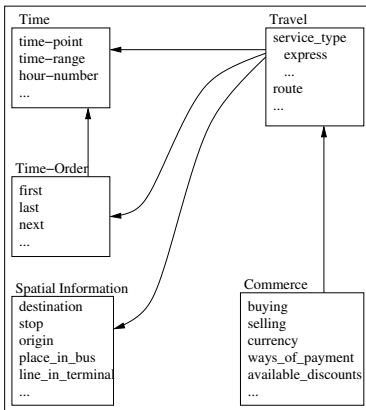 Time
time-point
time-range
hour-number
...
Travel
service_type
express
...
route
...
Time-Order
first
last
next
...
Spatial Information
destination
stop
origin
place_in_bus
line_in_terminal
...
Commerce
buying
selling
currency
ways_of_payment
available_discounts
...